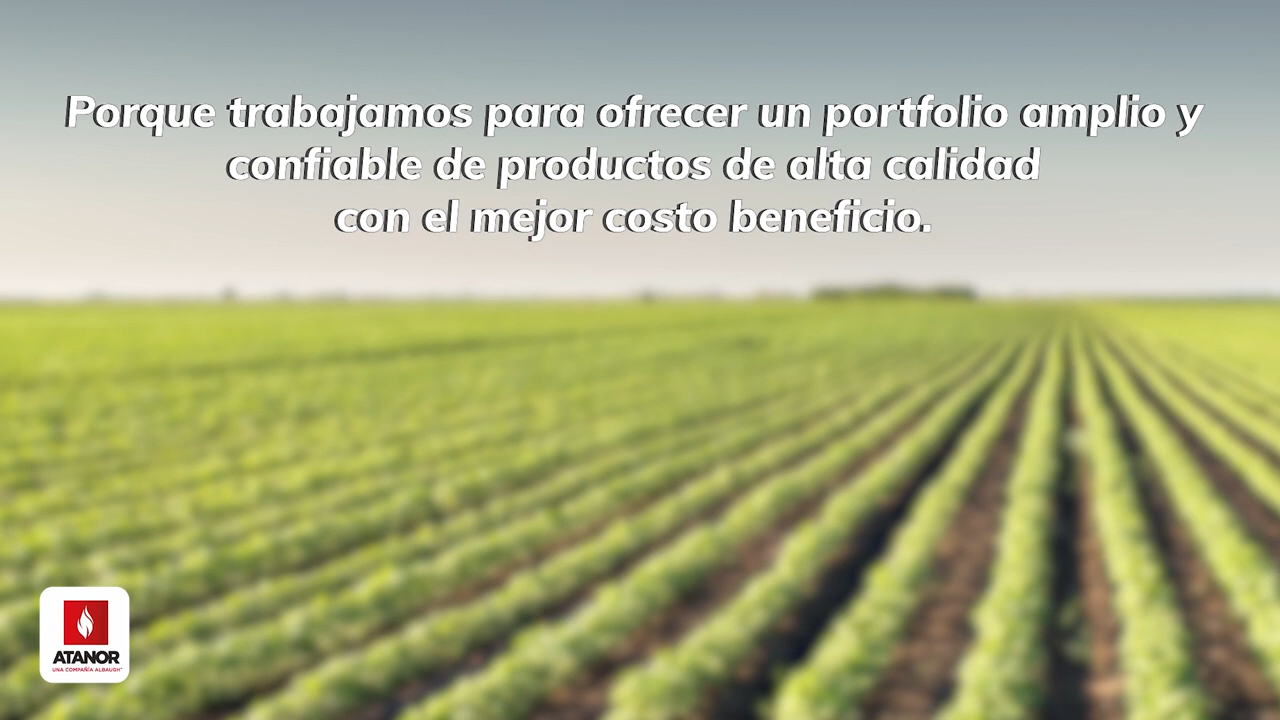 Porque trabajamos para ofrecer un portfolio amplio y
confiable de productos de alta calidad
con el mejor costo beneficio.
ATANOR
UNA COMPAÑÍA ALBAUGH